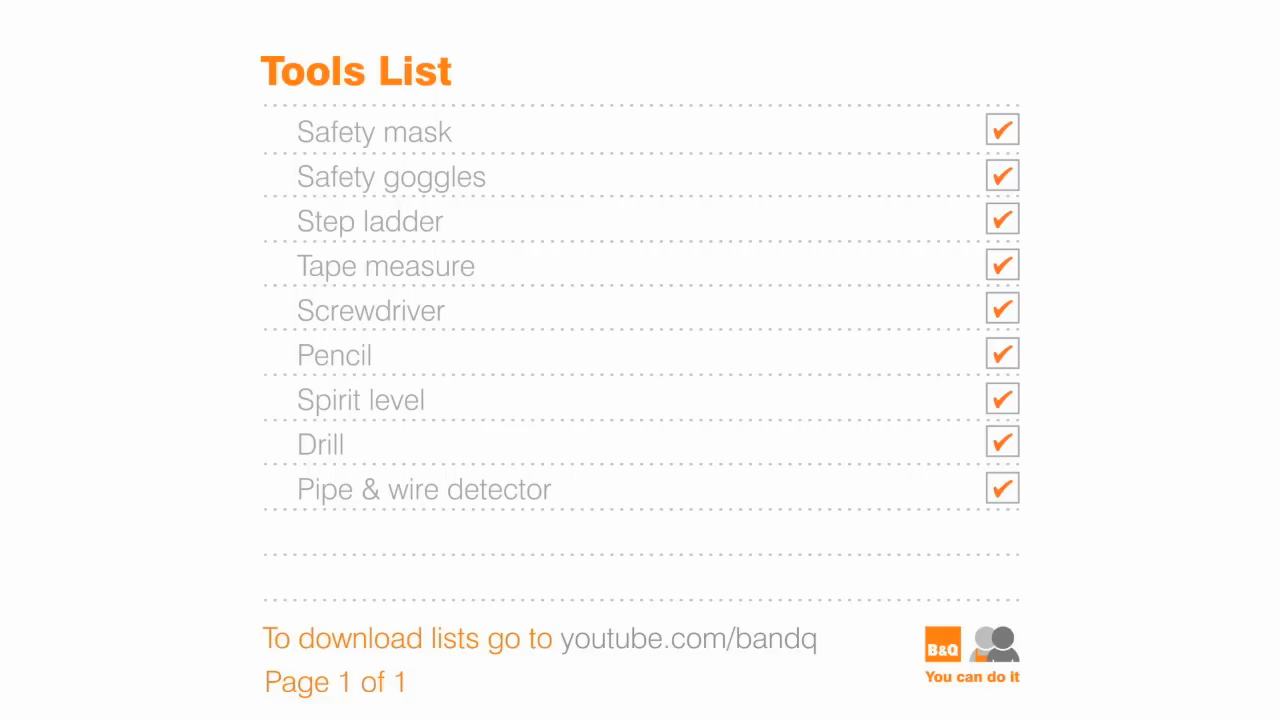 Tools List
Safety mask
Safety goggles
Step ladder
Tape measure
Screwdriver
Pencil
Spirit level
Drill
Pipe & wire detector
To download lists go to youtube.com/bandq
Page 1 of 1
B&Q
You can do it